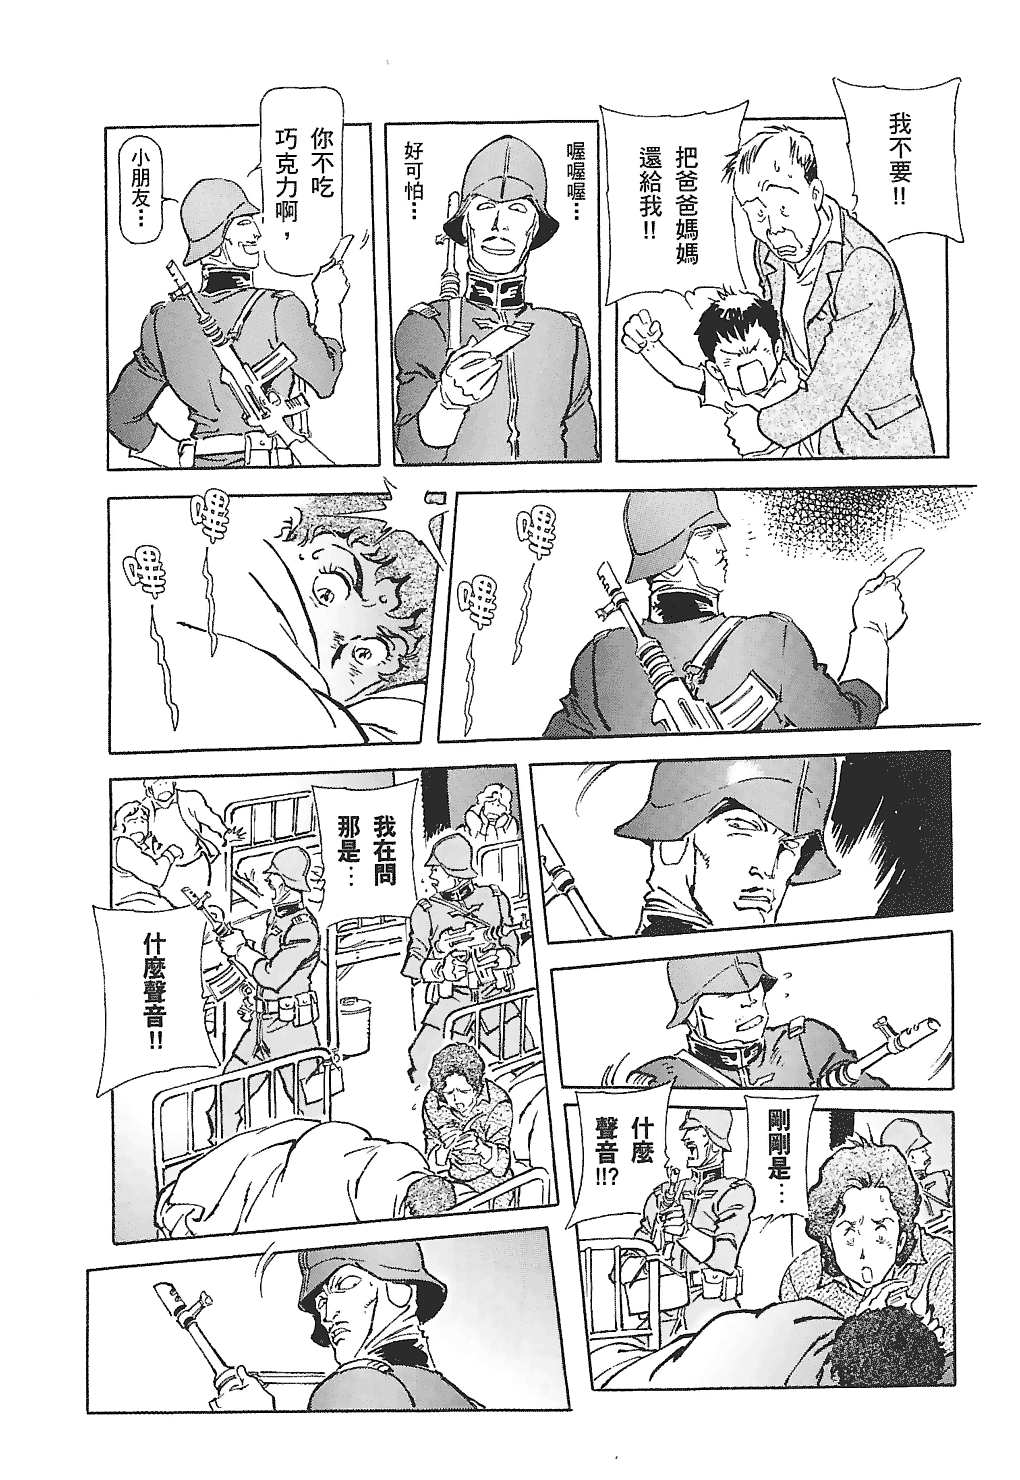 我不要!!
把爸爸媽媽
還給我!!
喔喔喔…
好可怕…
你不吃
巧克力啊，
小朋友…
嗶
嗶
嗶
剛剛是…
什麼
聲音!!?
我在問
那是…
什麼聲音!!